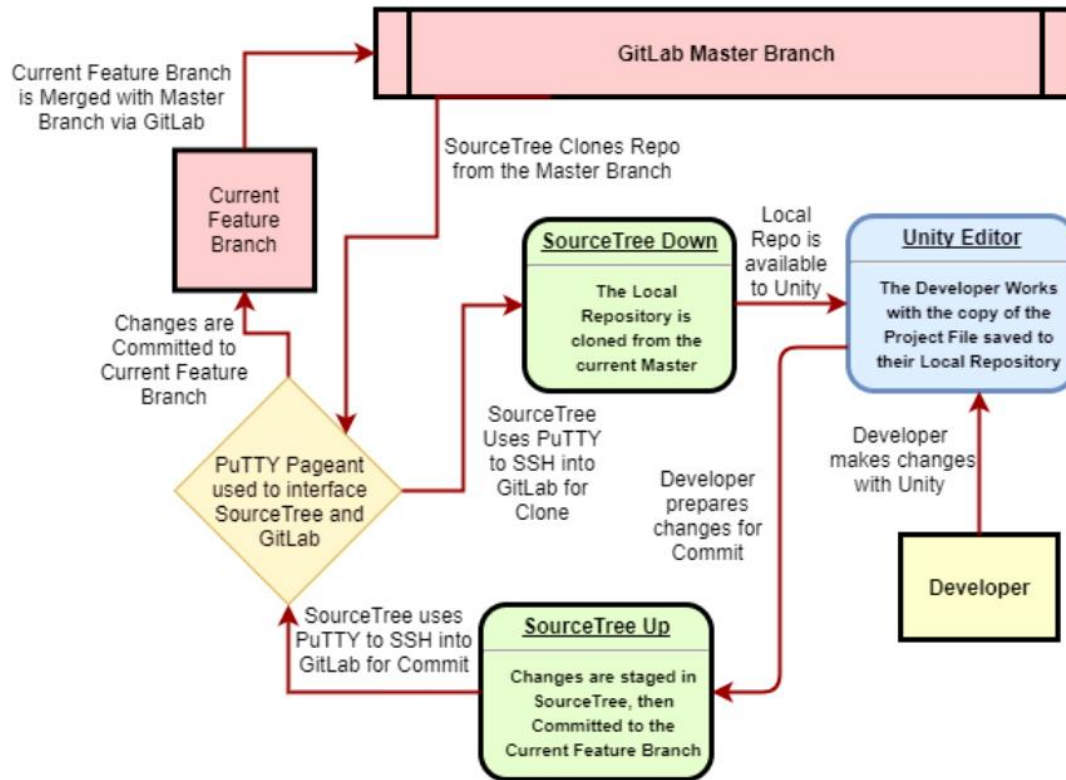 GitLab Master Branch
Current Feature Branch
is Merged with Master
Branch via GitLab
SourceTree Clones Repo
from the Master Branch
Current
Feature
Branch
SourceTree Down
The Local
Repository is
cloned from the
current Master
Local
Repo is
available
to Unity
Unity Editor
The Developer Works
with the copy of the
Project File saved to
their Local Repository
Changes are
Committed to
Current Feature
Branch
SourceTree
Uses PuTTY
to SSH into
GitLab for
Clone
PuTTY Pageant
used to interface
SourceTree and
GitLab
Developer
prepares
changes for
Commit
Developer
makes changes
with Unity
Developer
SourceTree uses
PuTTY to SSH into
GitLab for Commit
SourceTree Up
Changes are staged in
SourceTree, then
Committed to the
Current Feature Branch